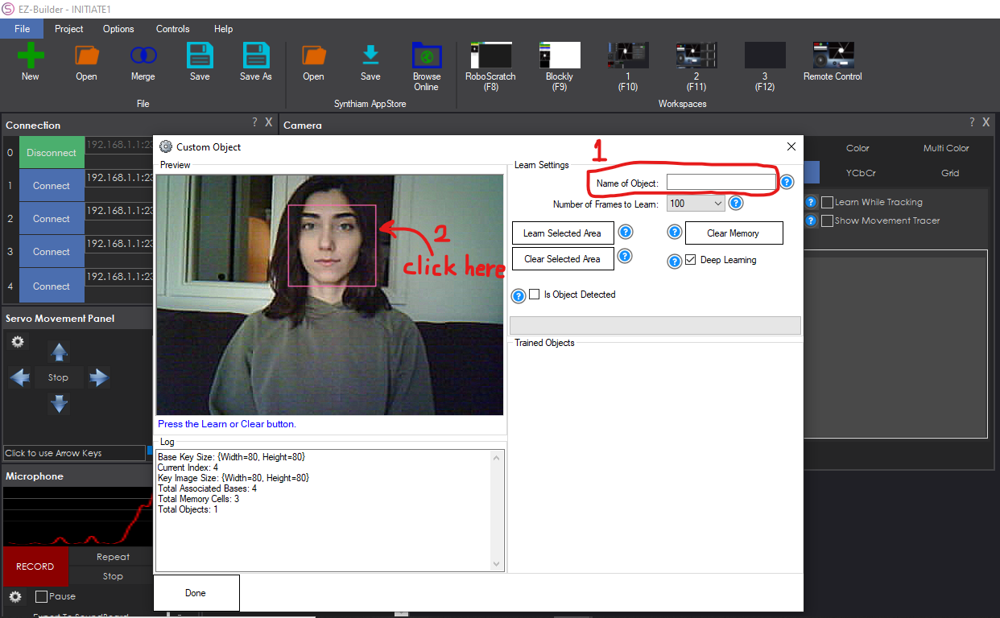 EZ-Builder - INITIATE1
File Project Options Controls Help
New Open Merge Save Save As Open Save Browse Online RoboScratch (F8) Blockly (F9) 1 (F10) 2 (F11) 3 (F12) Remote Control
File Synthiam AppStore Workspaces
Connection ? X
0 Disconnect 192.168.1.1:23
1 Connect 192.168.1.1:23
2 Connect 192.168.1.1:23
3 Connect 192.168.1.1:23
4 Connect 192.168.1.1:23
Servo Movement Panel
Stop
Click to use Arrow Keys
Microphone
RECORD
Repeat
Stop
Pause
Camera ? X
Color Multi Color
YCbCr Grid
? Learn While Tracking
? Show Movement Tracer
Custom Object
Preview
2
click here
Press the Learn or Clear button.
Log
Base Key Size: {Width=80, Height=80}
Current Index: 4
Key Image Size: {Width=80, Height=80}
Total Associated Bases: 4
Total Memory Cells: 3
Total Objects: 1
Done
1
Learn Settings
Name of Object: ?
Number of Frames to Learn: 100 ?
Learn Selected Area ? ? Clear Memory
Clear Selected Area ? ? Deep Learning
? Is Object Detected
Trained Objects